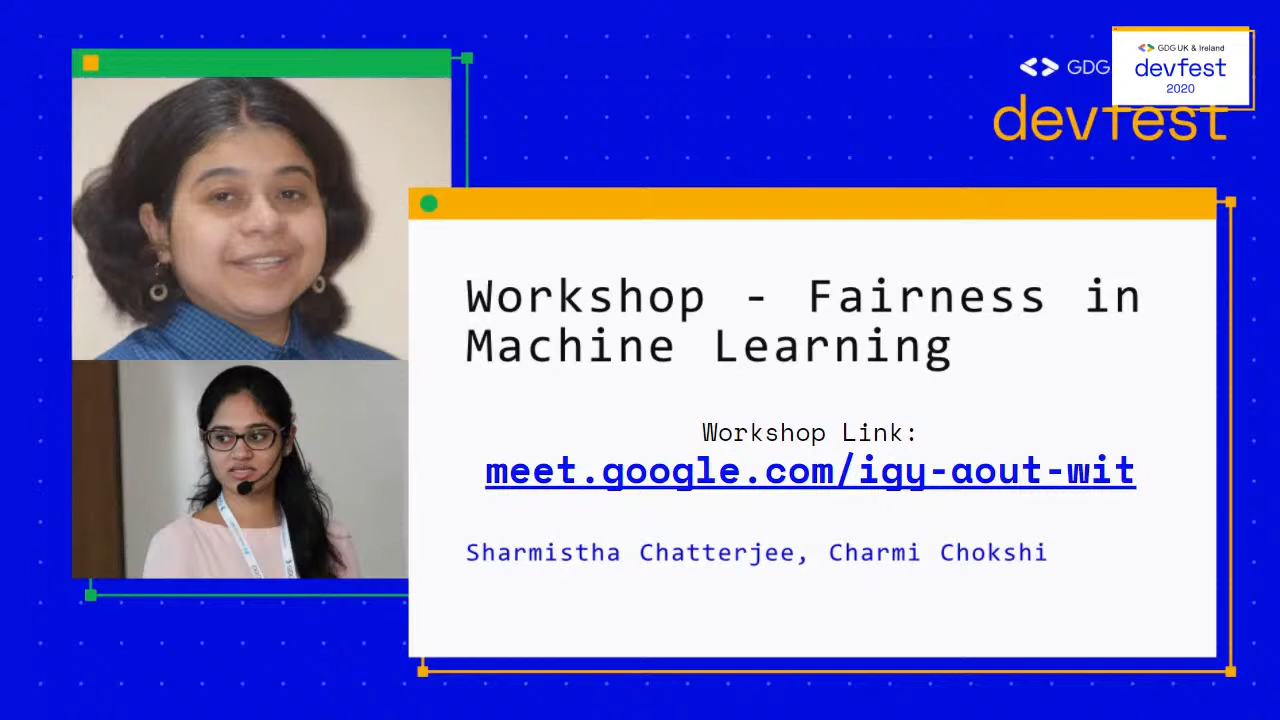 GDG
GDG UK & Ireland
devfest
2020
devfest
Workshop - Fairness in
Machine Learning
Workshop Link:
meet.google.com/igy-aout-wit
Sharmistha Chatterjee, Charmi Chokshi